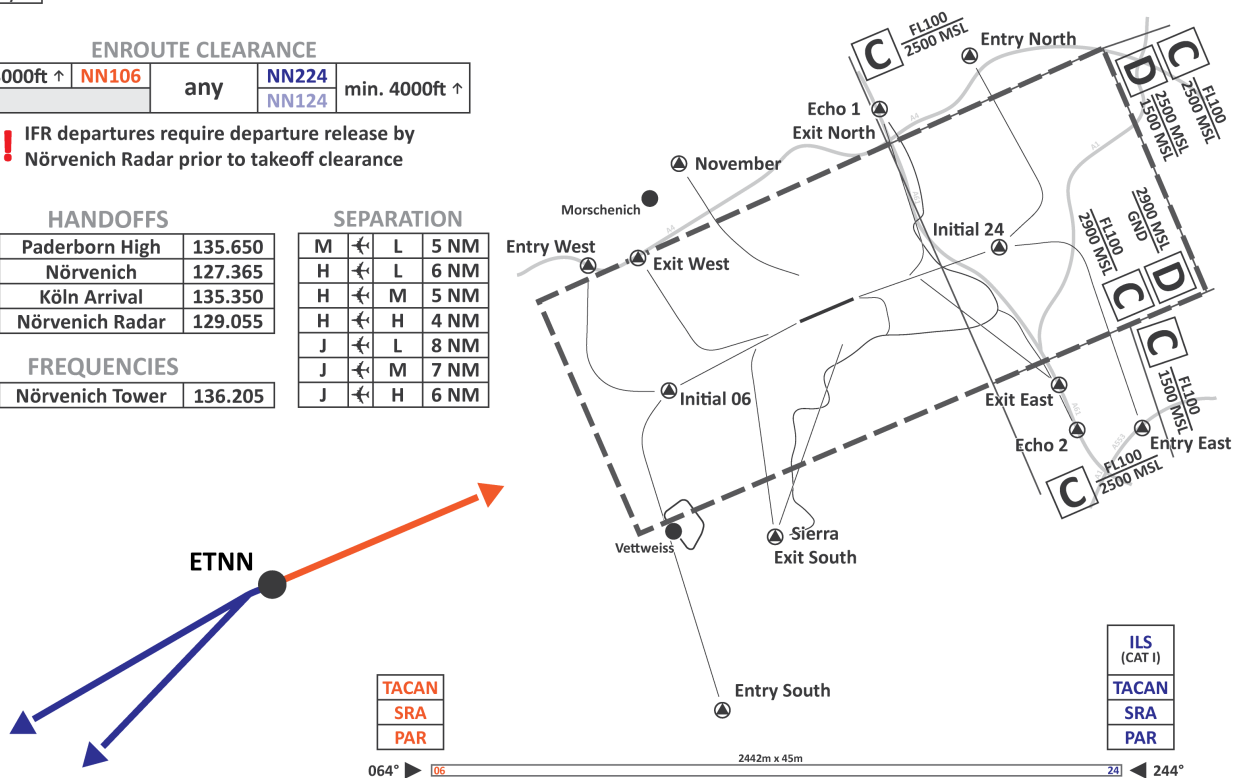 ENROUTE CLEARANCE
000ft ↑ NN106 any NN224 min. 4000ft ↑
NN124
! IFR departures require departure release by
Nörvenich Radar prior to takeoff clearance
HANDOFFS
Paderborn High 135.650
Nörvenich 127.365
Köln Arrival 135.350
Nörvenich Radar 129.055
FREQUENCIES
Nörvenich Tower 136.205
SEPARATION
M L 5 NM
H L 6 NM
H M 5 NM
H H 4 NM
J L 8 NM
J M 7 NM
J H 6 NM
C
FL100
2500 MSL
Entry North
Echo 1
Exit North
D
2500 MSL
1500 MSL
C
FL100
2500 MSL
A4
A1
November
Morschenich
A4
Entry West
Exit West
Initial 24
2900 MSL
GND
FL100
2900 MSL
C
D
C
FL100
1500 MSL
Initial 06
Exit East
A61
Echo 2
A553
Entry East
FL100
2500 MSL
C
Sierra
Exit South
Vettweiss
Entry South
ETNN
TACAN
SRA
PAR
ILS
(CAT I)
TACAN
SRA
PAR
2442m x 45m
064° 06 24 244°